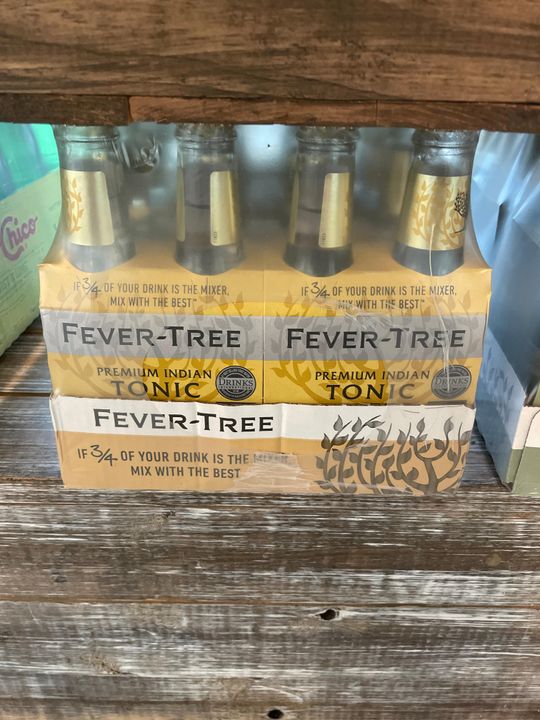 Chico
IF 3/4 OF YOUR DRINK IS THE MIXER,
MIX WITH THE BEST™
IF 3/4 OF YOUR DRINK IS THE MIXER,
MIX WITH THE BEST™
FEVER-TREE
FEVER-TREE
PREMIUM INDIAN
TONIC
DRINKS
PREMIUM INDIAN
TONIC
DRINKS
FEVER-TREE
IF 3/4 OF YOUR DRINK IS THE MIXER
MIX WITH THE BEST